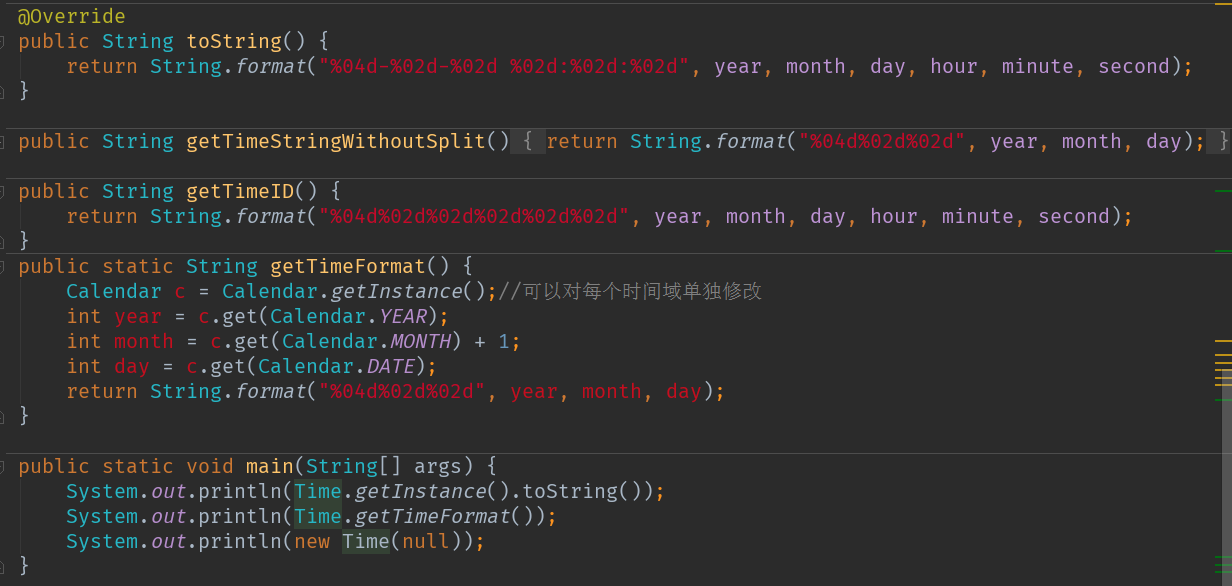 @Override
public String toString() {
return String.format("%04d-%02d-%02d %02d:%02d:%02d", year, month, day, hour, minute, second);
}
public String getTimeStringWithoutSplit() { return String.format("%04d%02d%02d", year, month, day); }
public String getTimeID() {
return String.format("%04d%02d%02d%02d%02d%02d", year, month, day, hour, minute, second);
}
public static String getTimeFormat() {
Calendar c = Calendar.getInstance();//可以对每个时间域单独修改
int year = c.get(Calendar.YEAR);
int month = c.get(Calendar.MONTH) + 1;
int day = c.get(Calendar.DATE);
return String.format("%04d%02d%02d", year, month, day);
}
public static void main(String[] args) {
System.out.println(Time.getInstance().toString());
System.out.println(Time.getTimeFormat());
System.out.println(new Time(null));
}